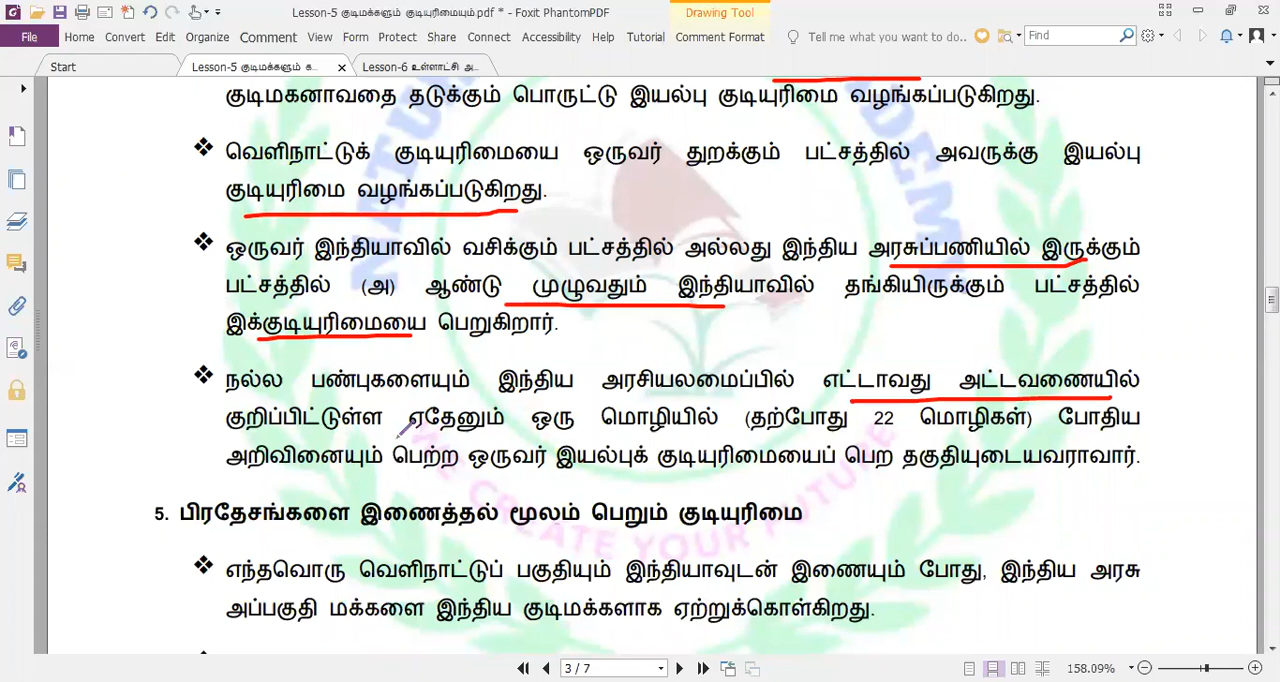 Lesson-5 குடிமக்களும் குடியுரிமையும்.pdf * - Foxit PhantomPDF
Drawing Tool
File Home Convert Edit Organize Comment View Form Protect Share Connect Accessibility Help Tutorial Comment Format Tell me what you want to do.. Find
Start Lesson-5 குடிமக்களும் க... Lesson-6 உள்ளாட்சி அ...
குடிமகனாவதை தடுக்கும் பொருட்டு இயல்பு குடியுரிமை வழங்கப்படுகிறது.
❖ வெளிநாட்டுக் குடியுரிமையை ஒருவர் துறக்கும் பட்சத்தில் அவருக்கு இயல்பு
குடியுரிமை வழங்கப்படுகிறது.
❖ ஒருவர் இந்தியாவில் வசிக்கும் பட்சத்தில் அல்லது இந்திய அரசுப்பணியில் இருக்கும்
பட்சத்தில் (அ) ஆண்டு முழுவதும் இந்தியாவில் தங்கியிருக்கும் பட்சத்தில்
இக்குடியுரிமையை பெறுகிறார்.
❖ நல்ல பண்புகளையும் இந்திய அரசியலமைப்பில் எட்டாவது அட்டவணையில்
குறிப்பிட்டுள்ள ஏதேனும் ஒரு மொழியில் (தற்போது 22 மொழிகள்) போதிய
அறிவினையும் பெற்ற ஒருவர் இயல்புக் குடியுரிமையைப் பெற தகுதியுடையவராவார்.
5. பிரதேசங்களை இணைத்தல் மூலம் பெறும் குடியுரிமை
❖ எந்தவொரு வெளிநாட்டுப் பகுதியும் இந்தியாவுடன் இணையும் போது, இந்திய அரசு
அப்பகுதி மக்களை இந்திய குடிமக்களாக ஏற்றுக்கொள்கிறது.
WE CREATE YOUR FUTURE
3 / 7
158.09%